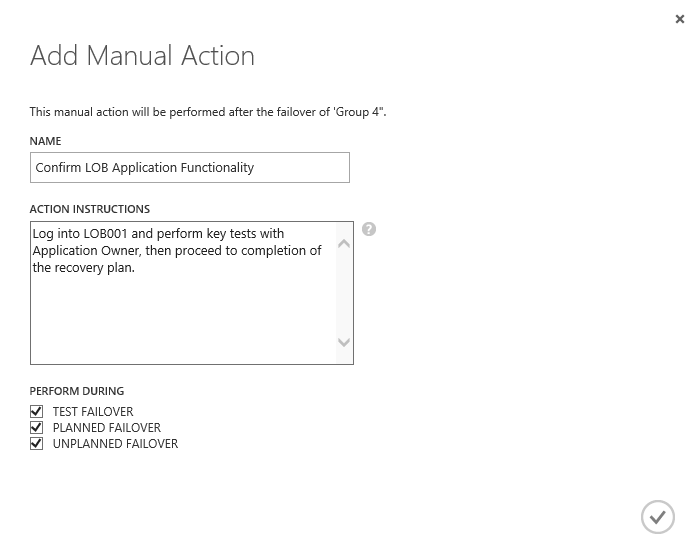 Add Manual Action
This manual action will be performed after the failover of 'Group 4".
NAME
Confirm LOB Application Functionality
ACTION INSTRUCTIONS
Log into LOB001 and perform key tests with
Application Owner, then proceed to completion of
the recovery plan.
?
PERFORM DURING
TEST FAILOVER
PLANNED FAILOVER
UNPLANNED FAILOVER